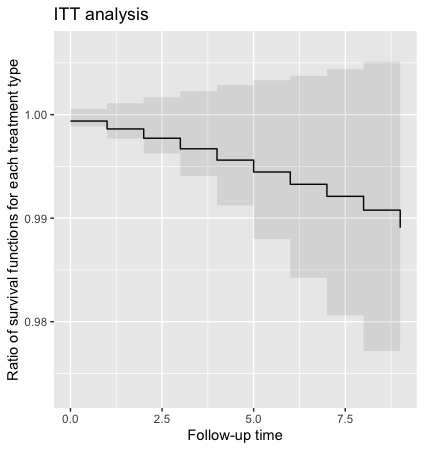 ITT analysis
Ratio of survival functions for each treatment type
1.00
0.99
0.98
0.0
2.5
5.0
7.5
Follow-up time